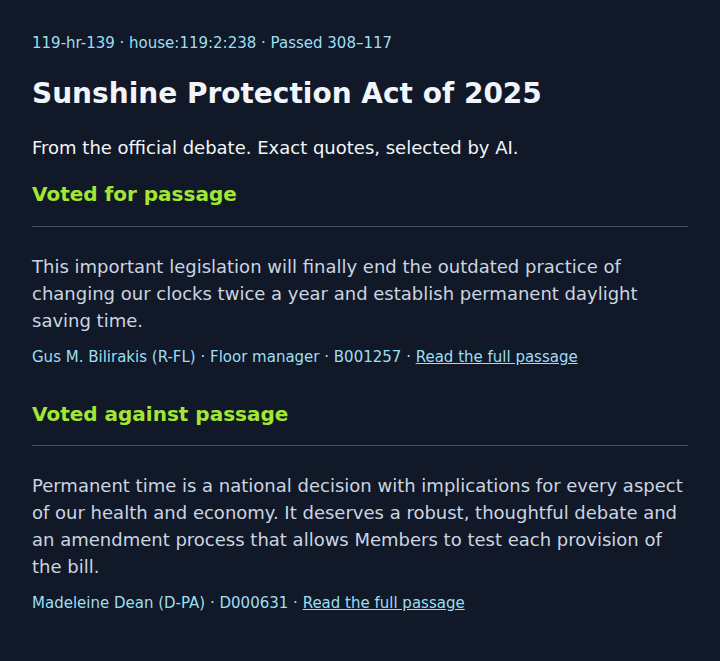 119-hr-139 · house:119:2:238 · Passed 308–117
Sunshine Protection Act of 2025
From the official debate. Exact quotes, selected by AI.
Voted for passage
This important legislation will finally end the outdated practice of
changing our clocks twice a year and establish permanent daylight
saving time.
Gus M. Bilirakis (R-FL) · Floor manager · B001257 · Read the full passage
Voted against passage
Permanent time is a national decision with implications for every aspect
of our health and economy. It deserves a robust, thoughtful debate and
an amendment process that allows Members to test each provision of
the bill.
Madeleine Dean (D-PA) · D000631 · Read the full passage